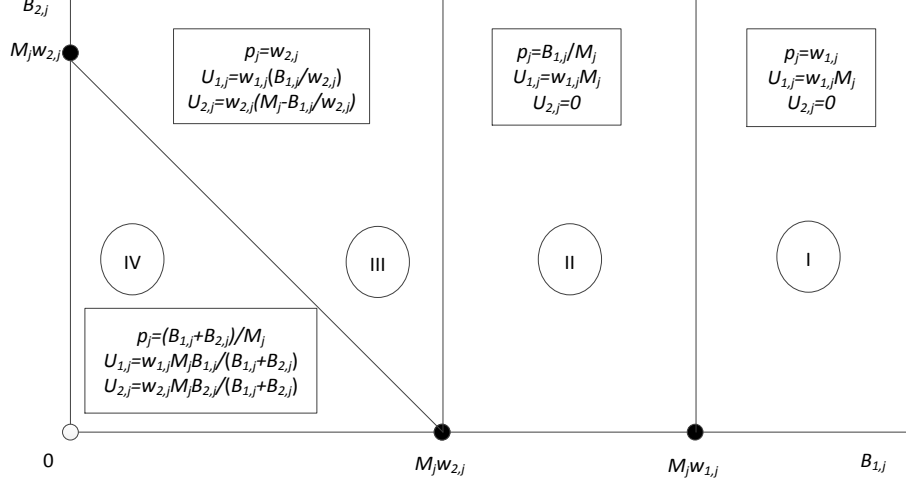 B2,j
Mjw2,j
pj=w2,j
U1,j=w1,j(B1,j/w2,j)
U2,j=w2,j(Mj-B1,j/w2,j)
pj=B1,j/Mj
U1,j=w1,jMj
U2,j=0
pj=w1,j
U1,j=w1,jMj
U2,j=0
IV
III
II
I
pj=(B1,j+B2,j)/Mj
U1,j=w1,jMjB1,j/(B1,j+B2,j)
U2,j=w2,jMjB2,j/(B1,j+B2,j)
0
Mjw2,j
Mjw1,j
B1,j